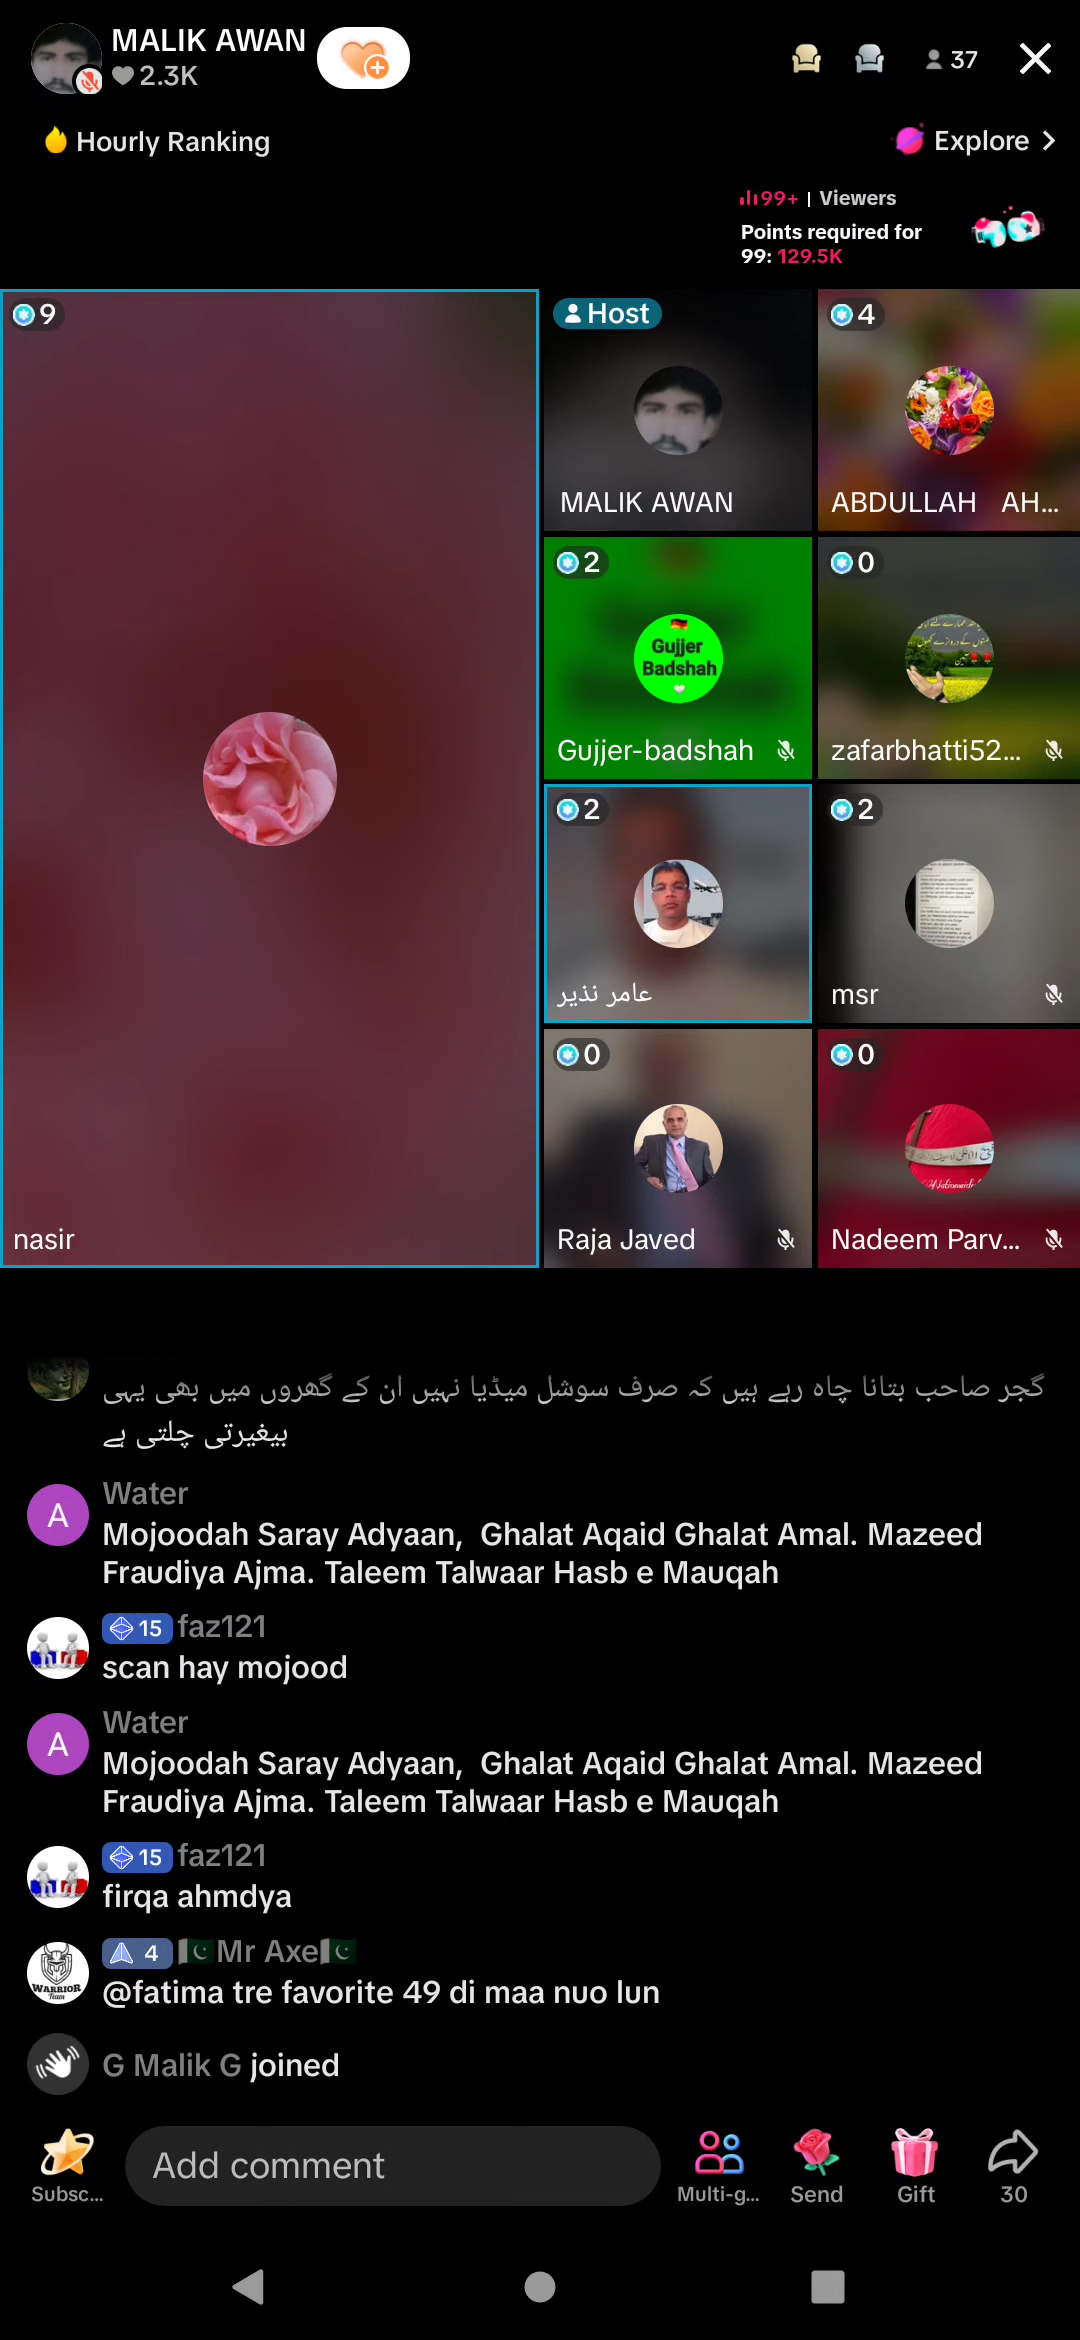 MALIK AWAN
2.3K
37
Hourly Ranking
Explore
99+ | Viewers
Points required for
99: 129.5K
9
nasir
Host
MALIK AWAN
4
ABDULLAH AH...
2
Gujjer
Badshah
Gujjer-badshah
0
zafarbhatti52...
2
عامر نذیر
2
msr
0
Raja Javed
0
Nadeem Parv...
گجر صاحب بتانا چاہ رہے ہیں کہ صرف سوشل میڈیا نہیں ان کے گھروں میں بھی یہی
بیغیرتی چلتی ہے
A
Water
Mojoodah Saray Adyaan, Ghalat Aqaid Ghalat Amal. Mazeed
Fraudiya Ajma. Taleem Talwaar Hasb e Mauqah
15 faz121
scan hay mojood
A
Water
Mojoodah Saray Adyaan, Ghalat Aqaid Ghalat Amal. Mazeed
Fraudiya Ajma. Taleem Talwaar Hasb e Mauqah
15 faz121
firqa ahmdya
WARRIOR
Team
4 🇵🇰Mr Axe🇵🇰
@fatima tre favorite 49 di maa nuo lun
G Malik G joined
Add comment
Subsc...
Multi-g...
Send
Gift
30